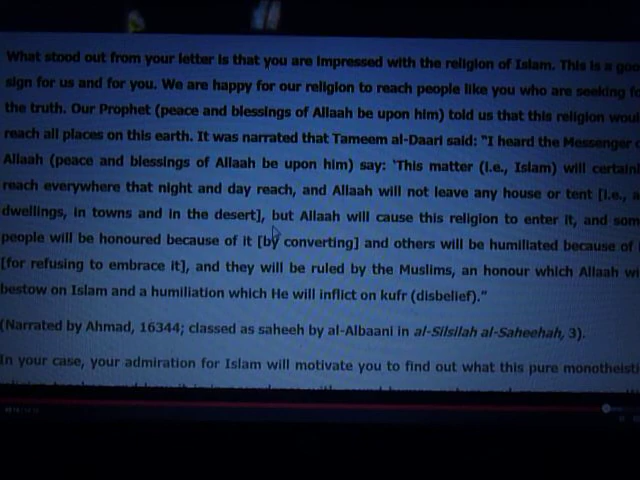 What stood out from your letter is that you are impressed with the religion of Islam. This is a goo
sign for us and for you. We are happy for our religion to reach people like you who are seeking fo
the truth. Our Prophet (peace and blessings of Allaah be upon him) told us that this religion woul
reach all places on this earth. It was narrated that Tameem al-Daari said: "I heard the Messenger o
Allaah (peace and blessings of Allaah be upon him) say: 'This matter (i.e., Islam) will certainl
reach everywhere that night and day reach, and Allaah will not leave any house or tent [i.e., a
dwellings, in towns and in the desert], but Allaah will cause this religion to enter it, and som
people will be honoured because of it [by converting] and others will be humiliated because of
[for refusing to embrace it], and they will be ruled by the Muslims, an honour which Allaah w
bestow on Islam and a humiliation which He will inflict on kufr (disbelief)."
(Narrated by Ahmad, 16344; classed as saheeh by al-Albaani in al-Silsilah al-Saheehah, 3).
In your case, your admiration for Islam will motivate you to find out what this pure monotheisti